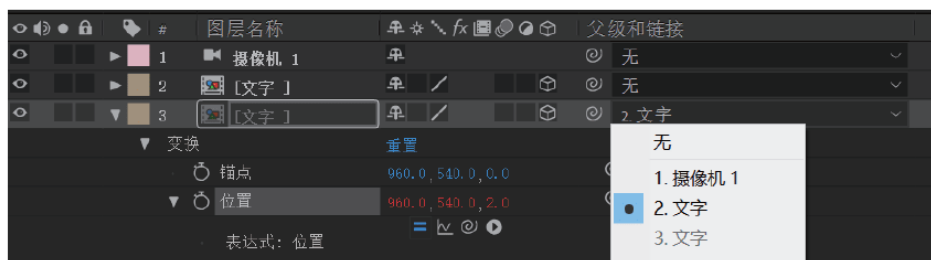 # 图层名称 fx 父级和链接
1 摄像机 1 无
2 [文字 ] 无
3 [文字 ] 2.文字
变换 重置 无
锚点 960.0,540.0,0.0 1.摄像机 1
位置 960.0,540.0,2.0 2.文字
表达式: 位置 3.文字